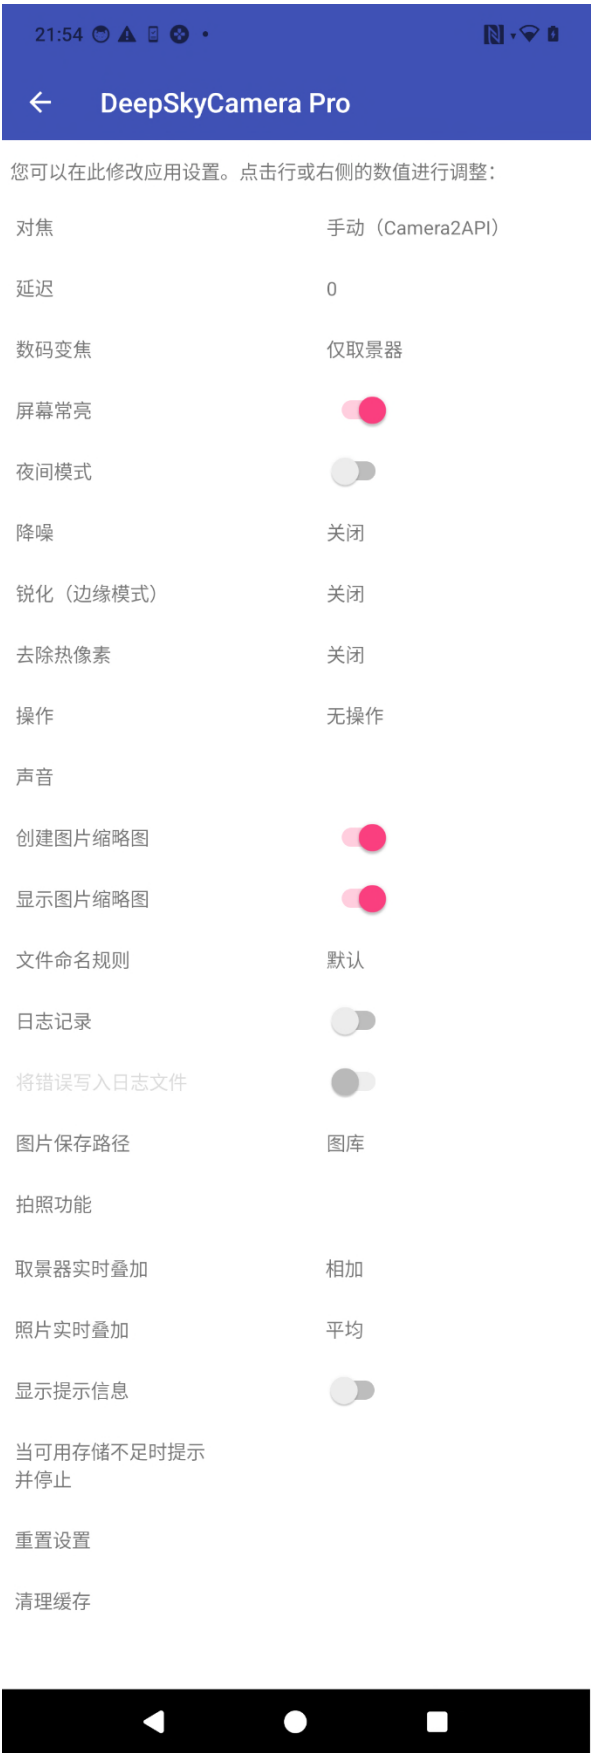 21:54
DeepSkyCamera Pro
您可以在此修改应用设置。点击行或右侧的数值进行调整：
对焦 手动（Camera2API）
延迟 0
数码变焦 仅取景器
屏幕常亮
夜间模式
降噪 关闭
锐化（边缘模式） 关闭
去除热像素 关闭
操作 无操作
声音
创建图片缩略图
显示图片缩略图
文件命名规则 默认
日志记录
将错误写入日志文件
图片保存路径 图库
拍照功能
取景器实时叠加 相加
照片实时叠加 平均
显示提示信息
当可用存储不足时提示
并停止
重置设置
清理缓存